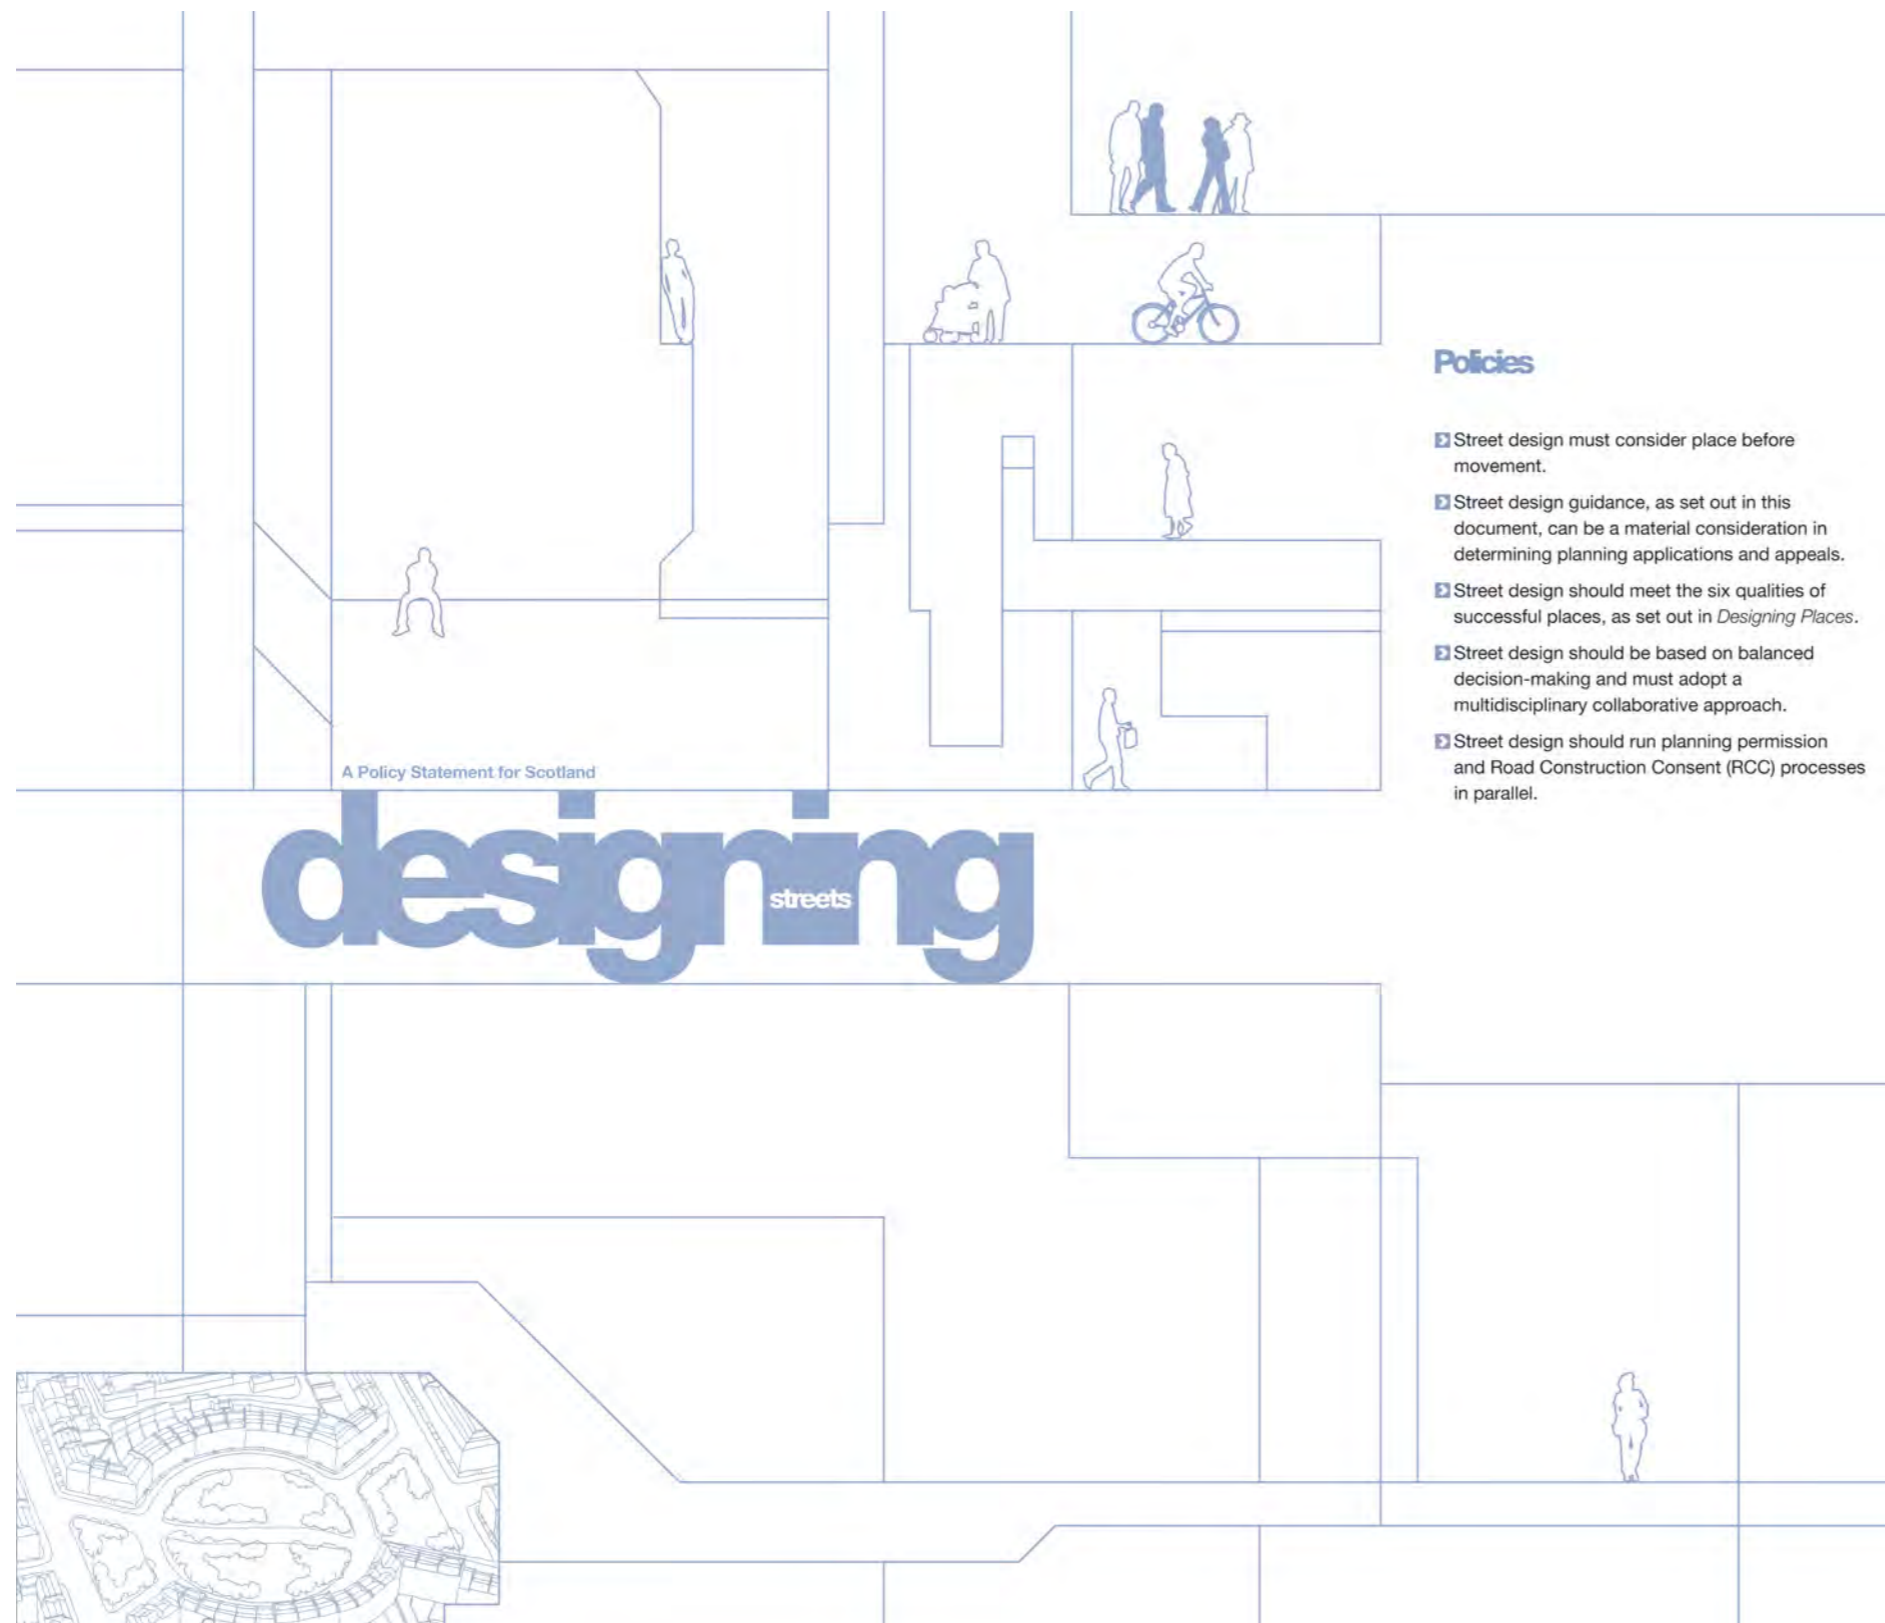 Policies
Street design must consider place before
movement.
Street design guidance, as set out in this
document, can be a material consideration in
determining planning applications and appeals.
Street design should meet the six qualities of
successful places, as set out in Designing Places.
Street design should be based on balanced
decision-making and must adopt a
multidisciplinary collaborative approach.
Street design should run planning permission
and Road Construction Consent (RCC) processes
in parallel.
A Policy Statement for Scotland
designing
streets